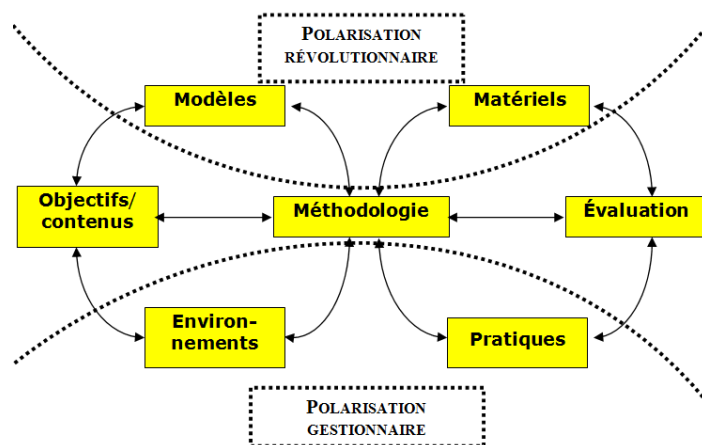 POLARISATION
RÉVOLUTIONNAIRE
Modèles
Matériels
Objectifs/
contenus
Méthodologie
Évaluation
Environ-
nements
Pratiques
POLARISATION
GESTIONNAIRE